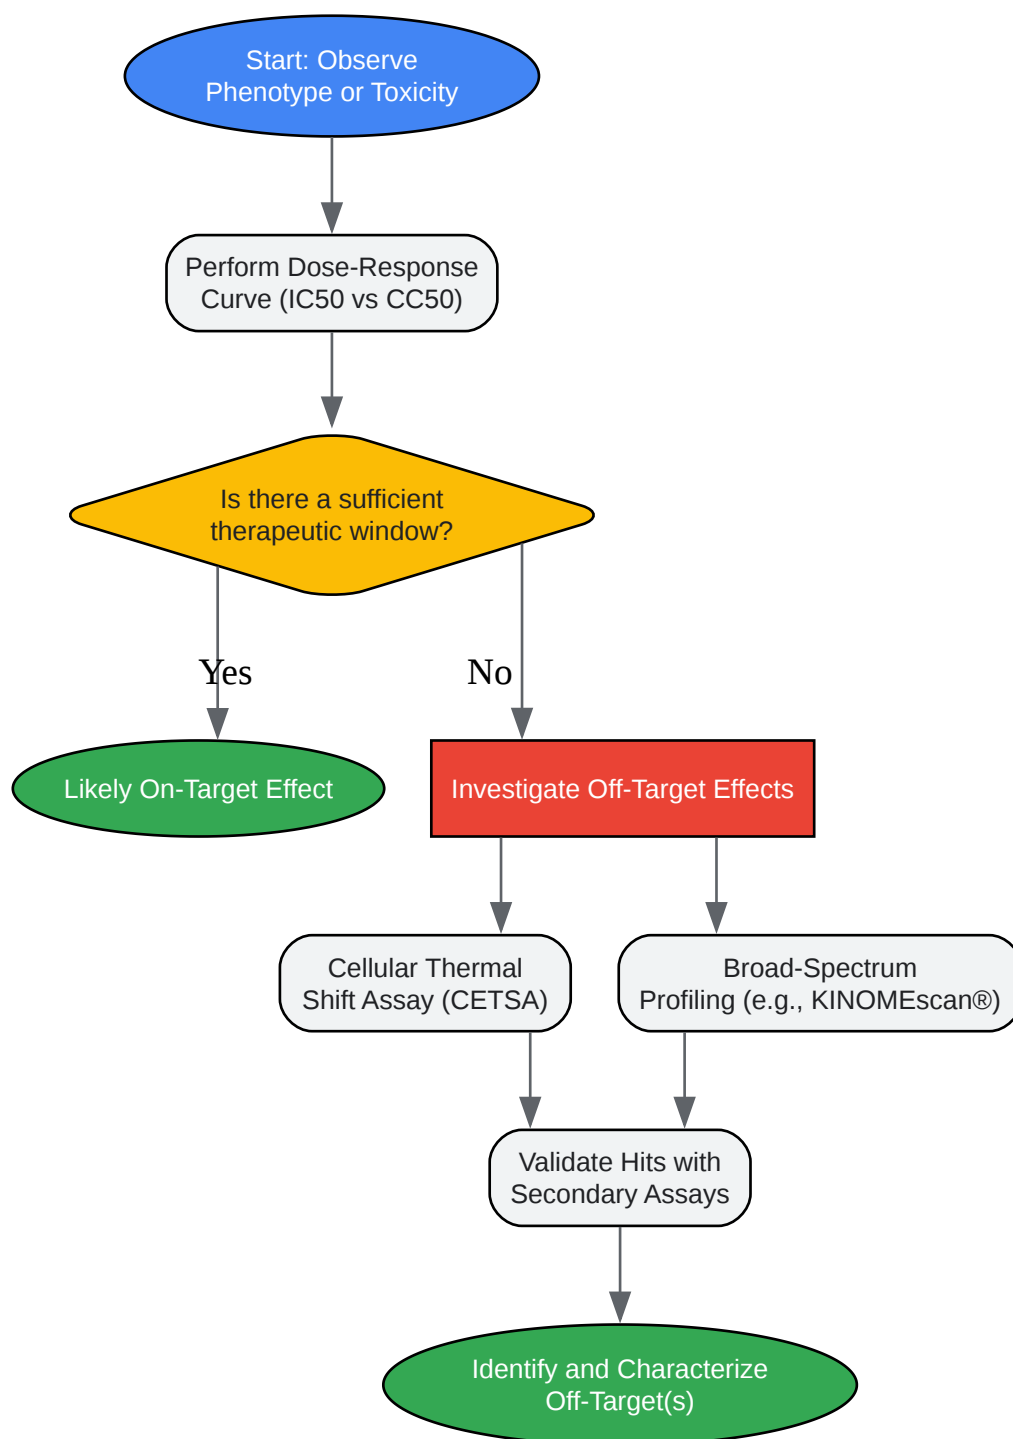 Start: Observe
Phenotype or Toxicity
Perform Dose-Response
Curve (IC50 vs CC50)
Is there a sufficient
therapeutic window?
Yes
No
Likely On-Target Effect
Investigate Off-Target Effects
Cellular Thermal
Shift Assay (CETSA)
Broad-Spectrum
Profiling (e.g., KINOMEscan®)
Validate Hits with
Secondary Assays
Identify and Characterize
Off-Target(s)